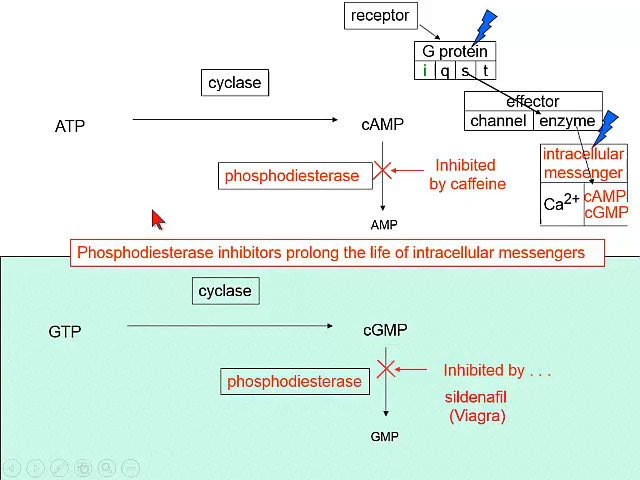 receptor
G protein
i q s t
effector
channel enzyme
intracellular
messenger
Ca2+
cAMP
cGMP
cyclase
ATP
cAMP
phosphodiesterase
Inhibited
by caffeine
AMP
Phosphodiesterase inhibitors prolong the life of intracellular messengers
cyclase
GTP
cGMP
phosphodiesterase
Inhibited by . . .
sildenafil
(Viagra)
GMP